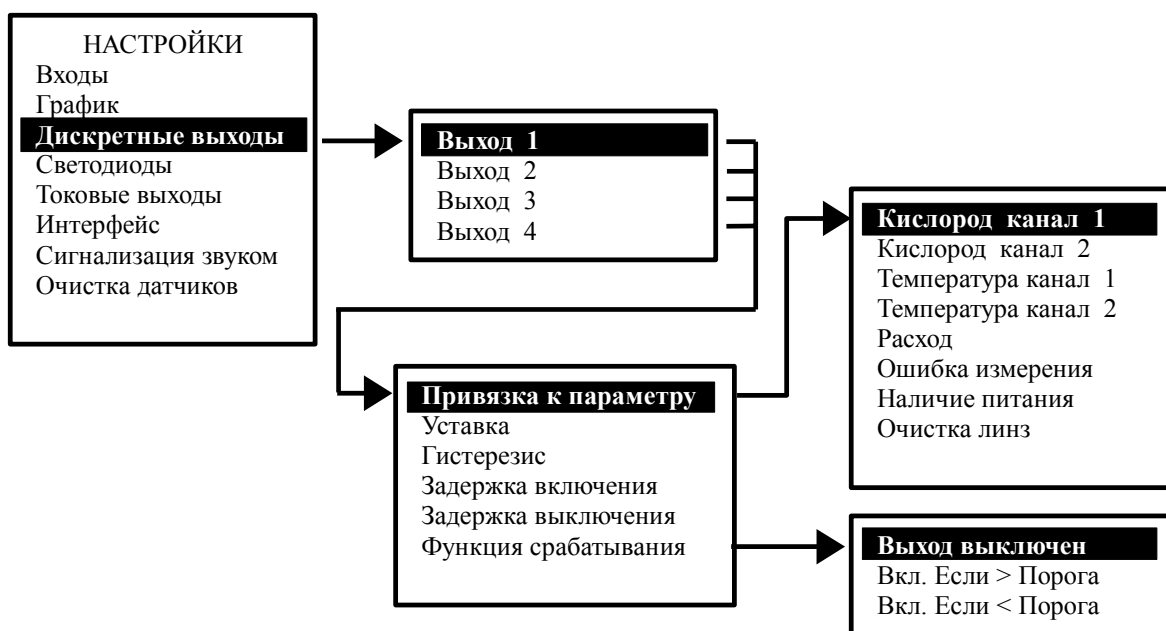 НАСТРОЙКИ
Входы
График
Дискретные выходы
Светодиоды
Токовые выходы
Интерфейс
Сигнализация звуком
Очистка датчиков
Выход 1
Выход 2
Выход 3
Выход 4
Привязка к параметру
Уставка
Гистерезис
Задержка включения
Задержка выключения
Функция срабатывания
Кислород канал 1
Кислород канал 2
Температура канал 1
Температура канал 2
Расход
Ошибка измерения
Наличие питания
Очистка линз
Выход выключен
Вкл. Если > Порога
Вкл. Если < Порога